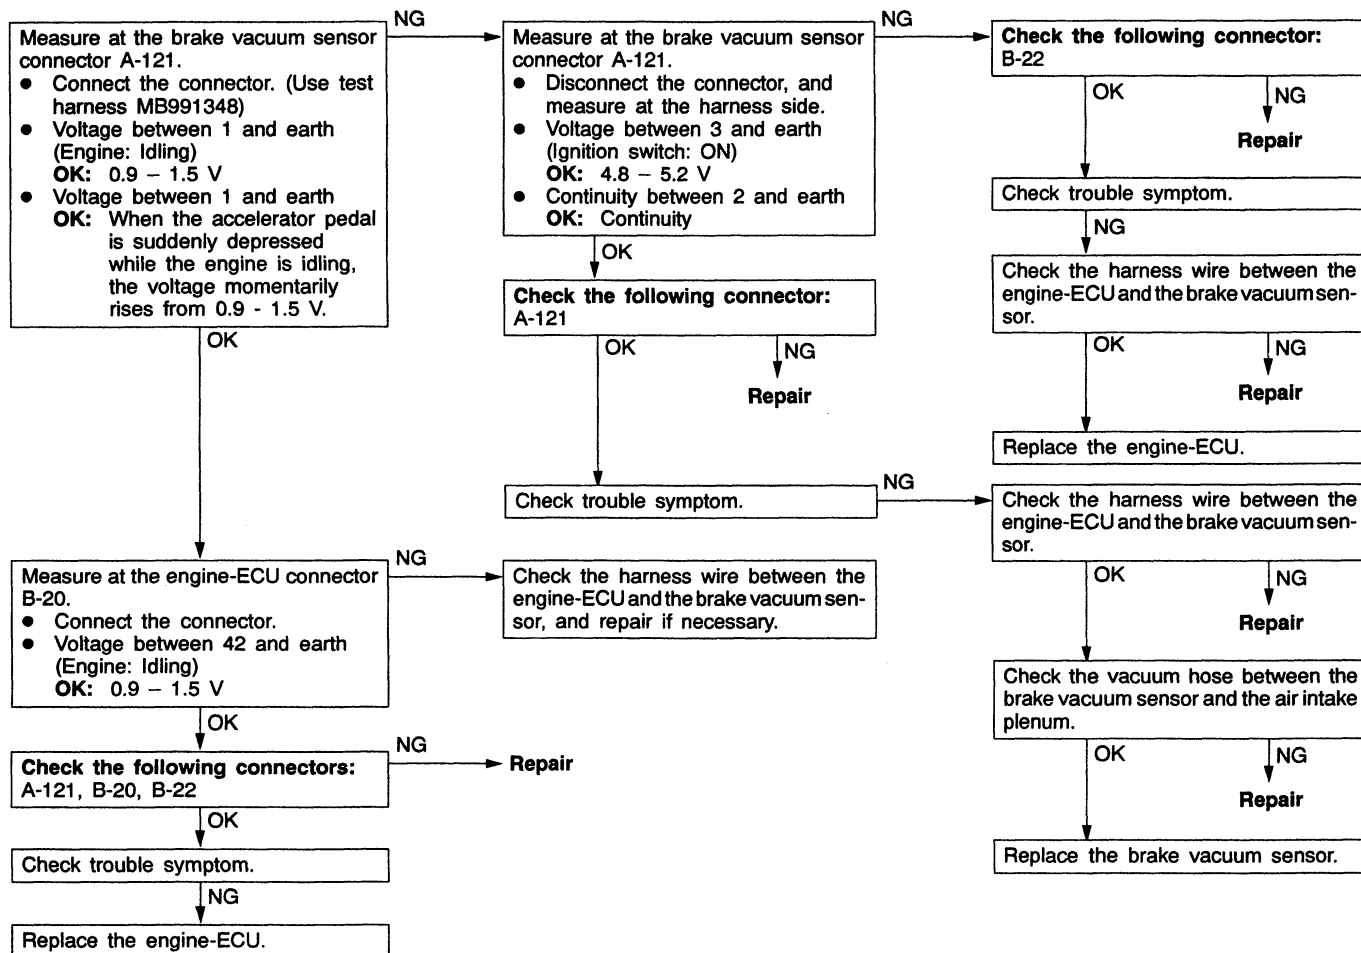 NG
Measure at the brake vacuum sensor
connector A-121.
● Connect the connector. (Use test
harness MB991348)
● Voltage between 1 and earth
(Engine: Idling)
OK: 0.9 – 1.5 V
● Voltage between 1 and earth
OK: When the accelerator pedal
is suddenly depressed
while the engine is idling,
the voltage momentarily
rises from 0.9 - 1.5 V.
OK
NG
Measure at the brake vacuum sensor
connector A-121.
● Disconnect the connector, and
measure at the harness side.
● Voltage between 3 and earth
(Ignition switch: ON)
OK: 4.8 – 5.2 V
● Continuity between 2 and earth
OK: Continuity
OK
Check the following connector:
A-121
OK
NG
Repair
Check trouble symptom.
NG
Check the following connector:
B-22
OK
NG
Repair
Check trouble symptom.
NG
Check the harness wire between the
engine-ECU and the brake vacuum sen-
sor.
OK
NG
Repair
Replace the engine-ECU.
Check the harness wire between the
engine-ECU and the brake vacuum sen-
sor.
OK
NG
Repair
Check the vacuum hose between the
brake vacuum sensor and the air intake
plenum.
OK
NG
Repair
Replace the brake vacuum sensor.
Measure at the engine-ECU connector
B-20.
● Connect the connector.
● Voltage between 42 and earth
(Engine: Idling)
OK: 0.9 – 1.5 V
NG
Check the harness wire between the
engine-ECU and the brake vacuum sen-
sor, and repair if necessary.
OK
Check the following connectors:
A-121, B-20, B-22
NG
Repair
OK
Check trouble symptom.
NG
Replace the engine-ECU.